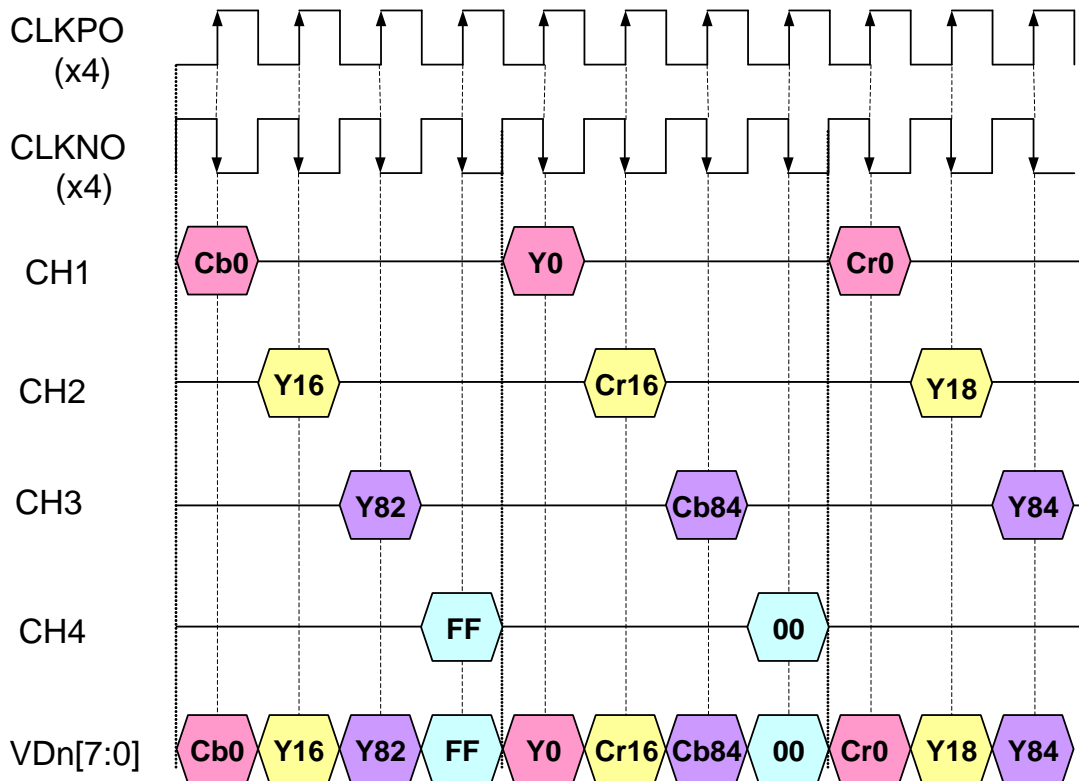 CLKPO
(x4)
CLKNO
(x4)
CH1 Cb0 Y0 Cr0
CH2 Y16 Cr16 Y18
CH3 Y82 Cb84 Y84
CH4 FF 00
VDn[7:0] Cb0 Y16 Y82 FF Y0 Cr16 Cb84 00 Cr0 Y18 Y84